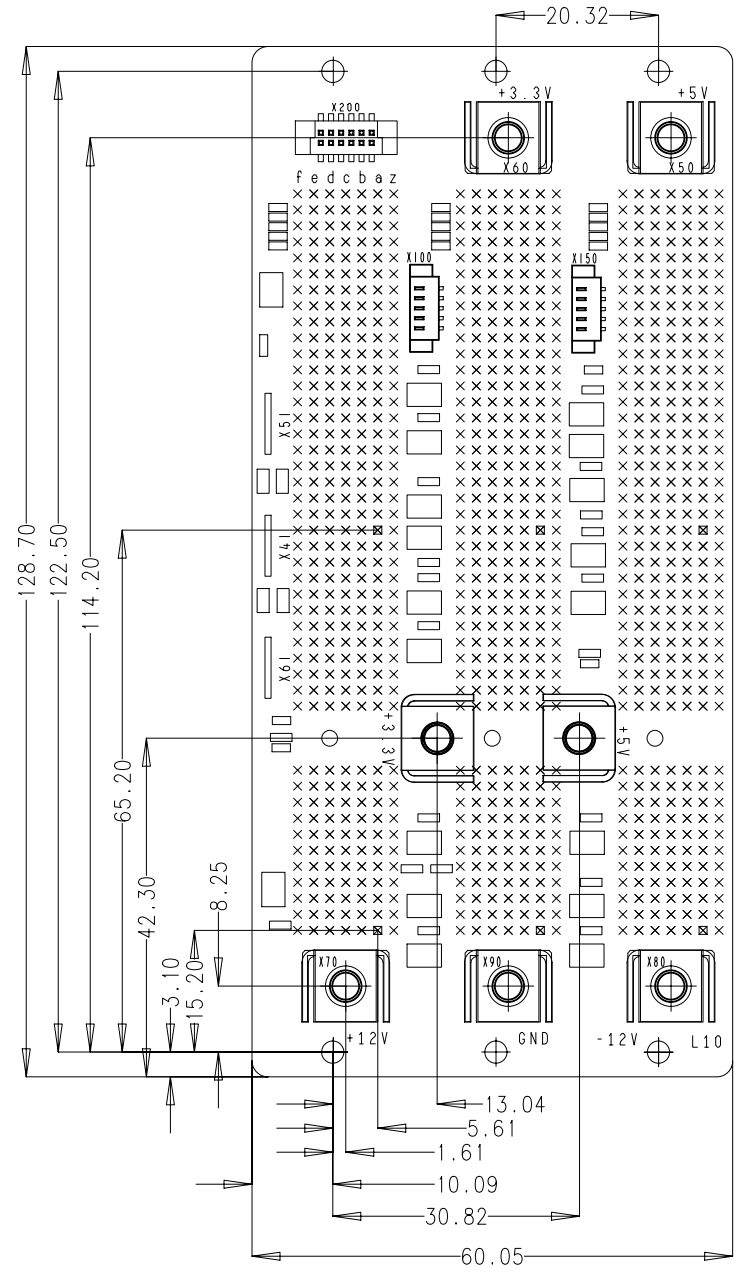 20.32
+3.3V
+5V
X200
X60
X50
f e d c b a z
X100
X150
X51
X41
X61
128.70
122.50
114.20
65.20
42.30
8.25
3.10
15.20
+3.3V
+5V
X70
X90
X80
+12V
GND
-12V
L10
13.04
5.61
1.61
10.09
30.82
60.05